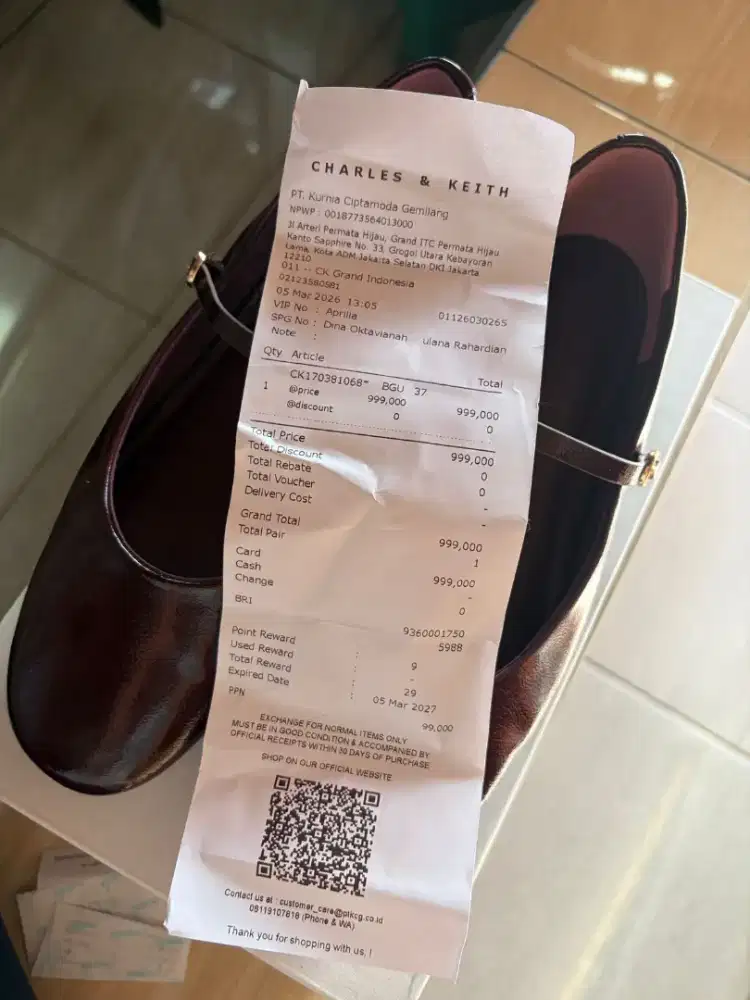 CHARLES & KEITH
PT. Kurnia Ciptamoda Gemilang
NPWP : 0018773564013000
Jl Arteri Permata Hijau, Grand ITC Permata Hijau
Kanto Sapphire No. 33, Grogol Utara Kebayoran
Lama, Kota ADM Jakarta Selatan DKI Jakarta
12210
011 -- CK Grand Indonesia
02123580581
05 Mar 2026 13:05 01126030265
VIP No : Aprilia ulana Rahardian
SPG No : Dina Oktavianah
Note :
Qty Article Total
CK170381068* BGU 37
1 @price 999,000 999,000
@discount 0 0
Total Price 999,000
Total Discount 0
Total Rebate 0
Total Voucher -
Delivery Cost -
Grand Total 999,000
Total Pair 1
Card 999,000
Cash -
Change 0
BRI 9360001750
5988
Point Reward : 9
Used Reward : -
Total Reward : 29
Expired Date : 05 Mar 2027
PPN 99,000
EXCHANGE FOR NORMAL ITEMS ONLY
MUST BE IN GOOD CONDITION & ACCOMPANIED BY
OFFICIAL RECEIPTS WITHIN 30 DAYS OF PURCHASE
SHOP ON OUR OFFICIAL WEBSITE
Contact us at : customer_care@ptkcg.co.id
08119107818 (Phone & WA)
Thank you for shopping with us, !